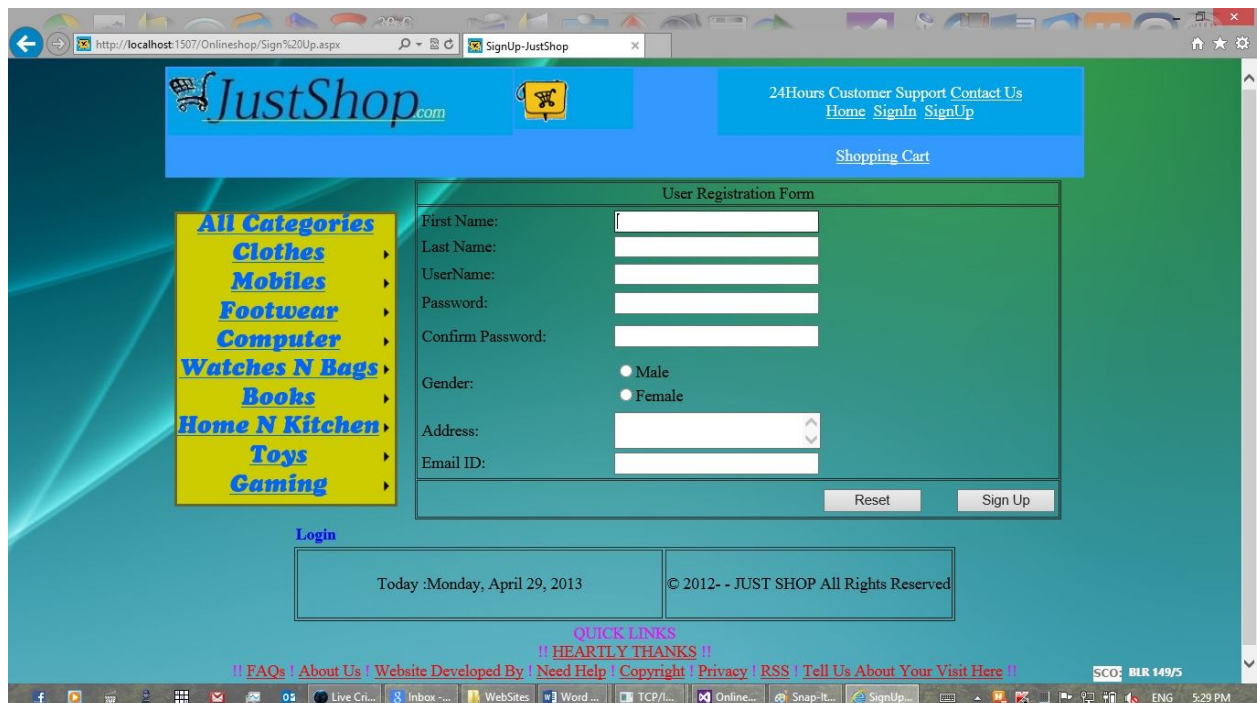 http://localhost:1507/Onlineshop/Sign%20Up.aspx
SignUp-JustShop
JustShop.com
24Hours Customer Support Contact Us
Home SignIn SignUp
Shopping Cart
All Categories
Clothes
Mobiles
Footwear
Computer
Watches N Bags
Books
Home N Kitchen
Toys
Gaming
User Registration Form
First Name:
Last Name:
UserName:
Password:
Confirm Password:
Gender:
Male
Female
Address:
Email ID:
Reset Sign Up
Login
Today :Monday, April 29, 2013
© 2012- - JUST SHOP All Rights Reserved
QUICK LINKS
!! HEARTLY THANKS !!
!! FAQs ! About Us ! Website Developed By ! Need Help ! Copyright ! Privacy ! RSS ! Tell Us About Your Visit Here !!
SCO: BLR 149/5
Live Cri... Inbox -... WebSites Word ... TCP/I... Online... Snap-It... SignUp... ENG 5:29 PM